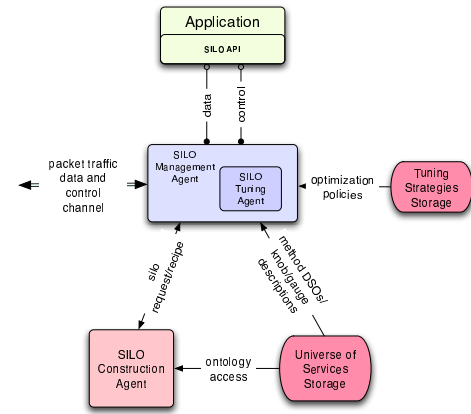 Application
SILO API
data
control
SILO
Management
Agent
SILO
Tuning
Agent
packet traffic
data and
control
channel
optimization
policies
Tuning
Strategies
Storage
silo
request/recipe
method DSOs/
knob/gauge
descriptions
SILO
Construction
Agent
ontology
access
Universe of
Services
Storage